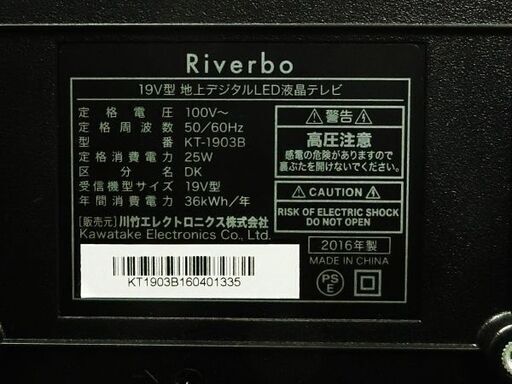 Riverbo
19V型 地上デジタルLED液晶テレビ
定格電圧 100V～
定格周波数 50/60Hz
型番 KT-1903B
定格消費電力 25W
区分名 DK
受信機型サイズ 19V型
年間消費電力 36kWh/年
[販売元] 川竹エレクトロニクス株式会社
Kawatake Electronics Co., Ltd.
KT1903B160401335
警告
高圧注意
感電の危険がありますので
裏ぶたを開けないでください。
CAUTION
RISK OF ELECTRIC SHOCK
DO NOT OPEN
2016年製
MADE IN CHINA
PS
E